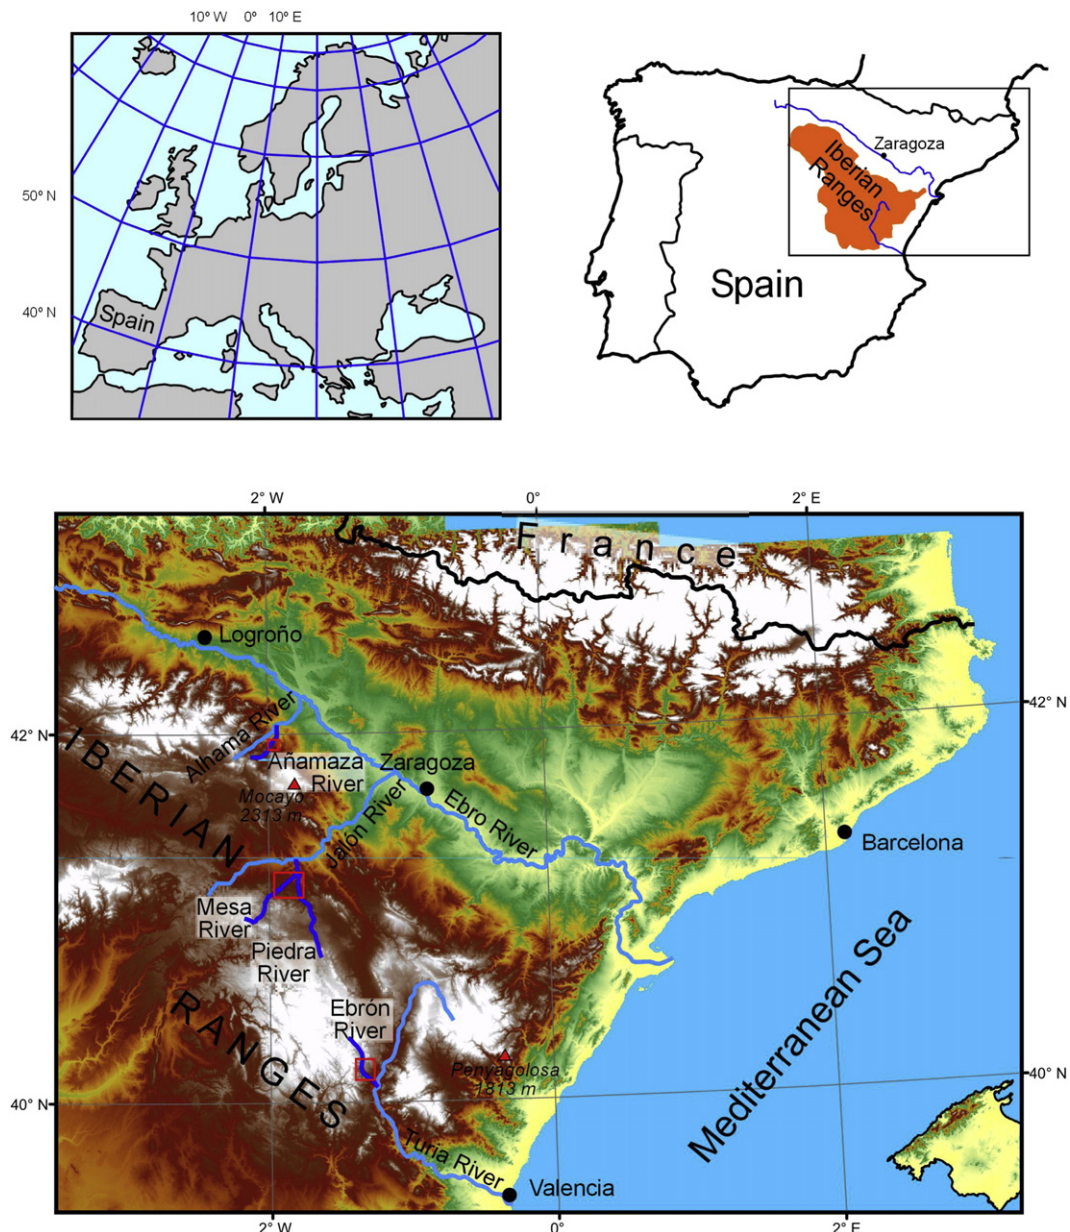 10° W 0° 10° E
50° N
40° N
Spain
Zaragoza
Iberian
Ranges
Spain
2° W 0° 2° E
France
Logroño
42° N
42° N
Alhama River
Añamaza
River
Zaragoza
Mocayo
2313 m
IBERIAN
Jalón River
Ebro River
Barcelona
Mesa
River
Piedra
River
Mediterranean Sea
RANGES
Ebrón
River
Penyagolosa
1813 m
40° N
40° N
Turia River
Valencia
2° W 0° 2° E